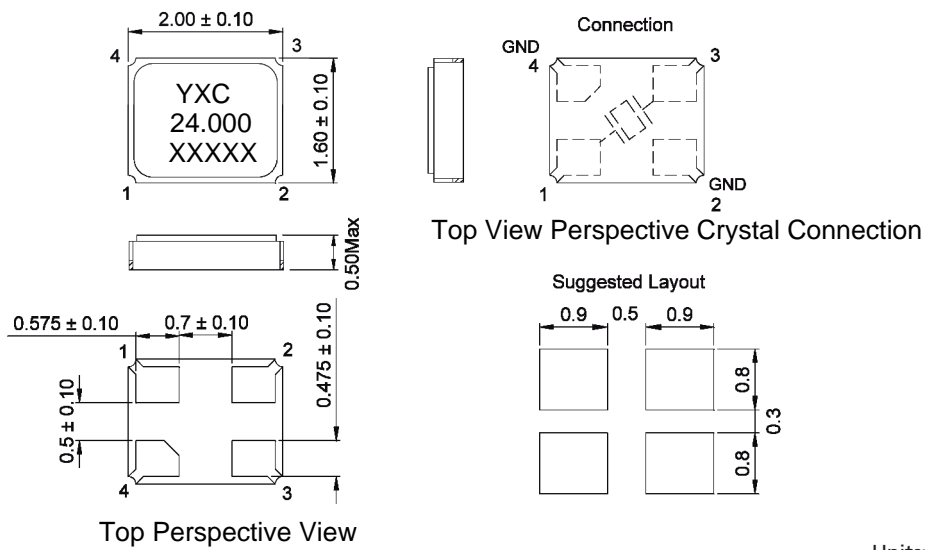 2.00 ± 0.10
4
3
YXC
24.000
XXXXX
1.60 ± 0.10
1
2
Connection
GND
4
3
1
GND
2
Top View Perspective Crystal Connection
0.50Max
0.575 ± 0.10
0.7 ± 0.10
0.475 ± 0.10
1
2
0.5 ± 0.10
4
3
Top Perspective View
Suggested Layout
0.9
0.5
0.9
0.8
0.3
0.8